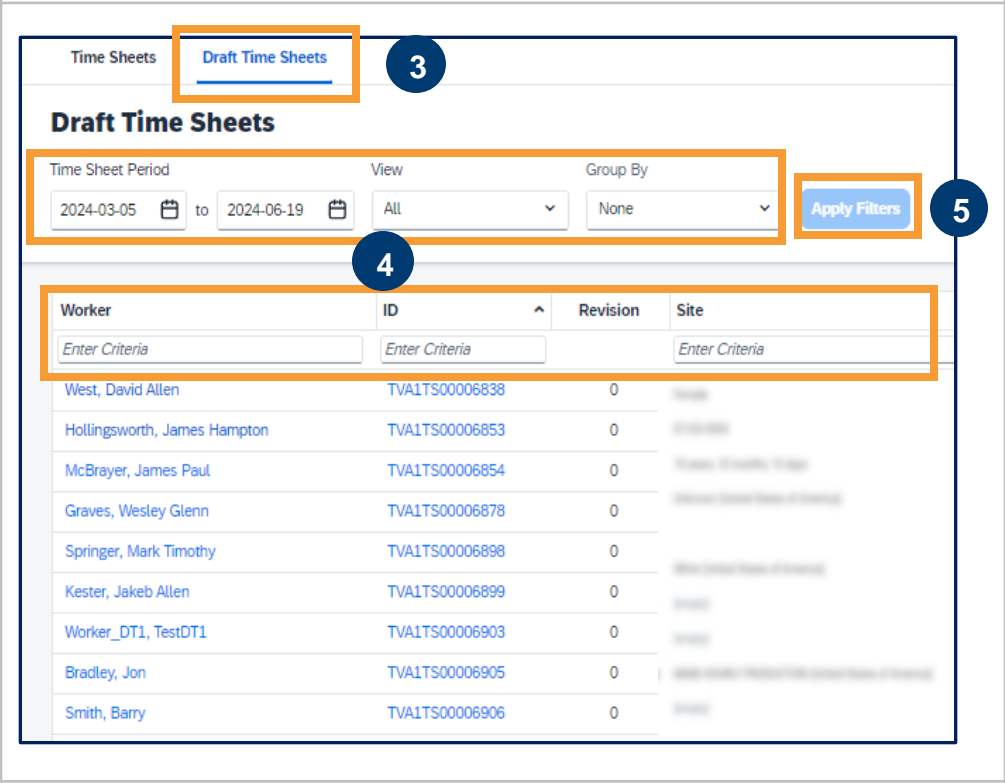 Time Sheets Draft Time Sheets 3
Draft Time Sheets
Time Sheet Period View Group By
2024-03-05 to 2024-06-19 All None Apply Filters 5
4
Worker ID Revision Site
Enter Criteria Enter Criteria Enter Criteria
West, David Allen TVA1TS00006838 0
Hollingsworth, James Hampton TVA1TS00006853 0
McBrayer, James Paul TVA1TS00006854 0
Graves, Wesley Glenn TVA1TS00006878 0
Springer, Mark Timothy TVA1TS00006898 0
Kester, Jakeb Allen TVA1TS00006899 0
Worker_DT1, TestDT1 TVA1TS00006903 0
Bradley, Jon TVA1TS00006905 0
Smith, Barry TVA1TS00006906 0